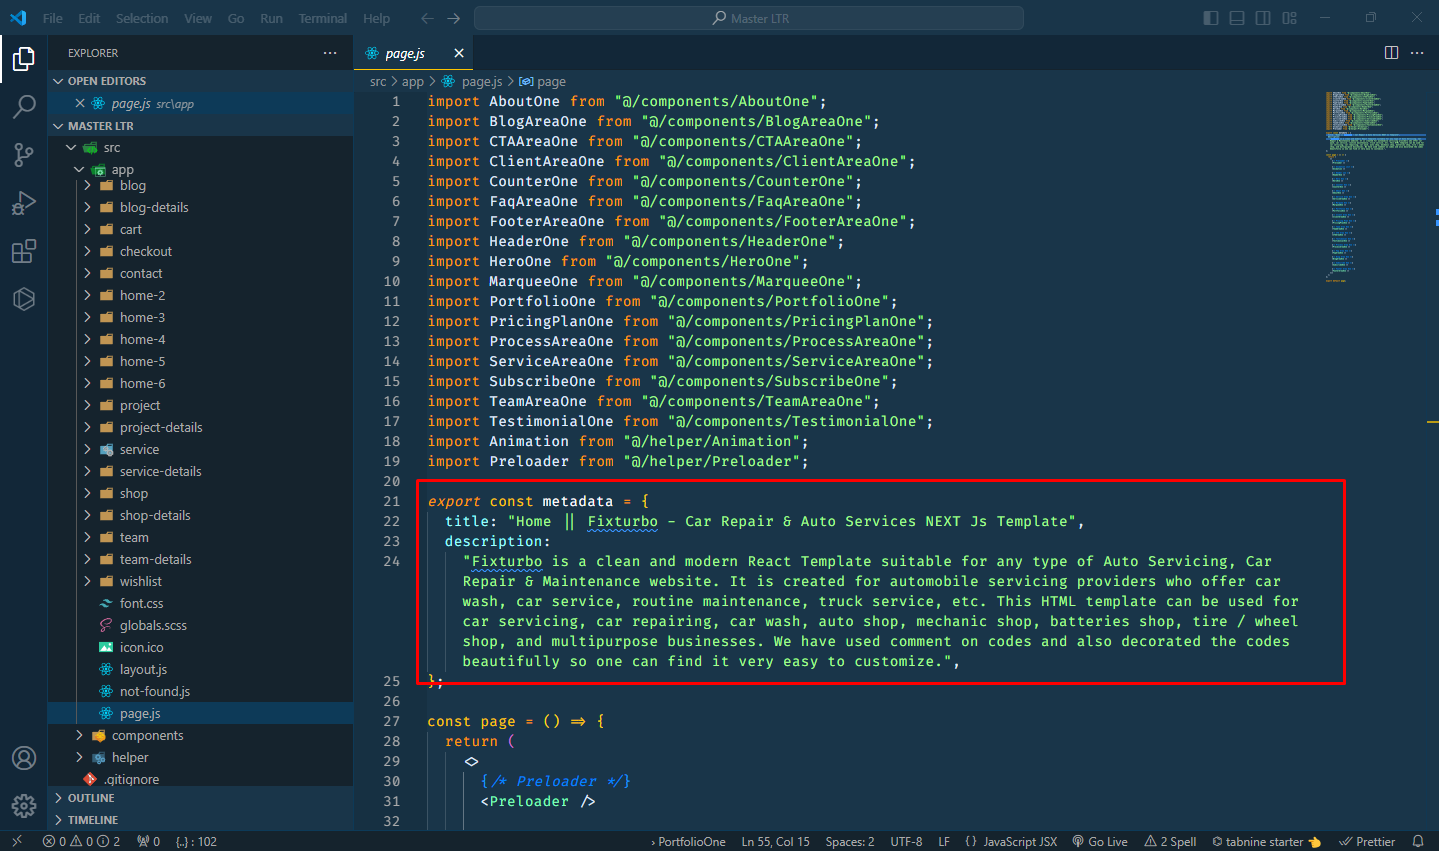 File Edit Selection View Go Run Terminal Help
Master LTR
EXPLORER
OPEN EDITORS
page.js src\app
MASTER LTR
src
app
blog
blog-details
cart
checkout
contact
home-2
home-3
home-4
home-5
home-6
project
project-details
service
service-details
shop
shop-details
team
team-details
wishlist
font.css
globals.scss
icon.ico
layout.js
not-found.js
page.js
components
helper
.gitignore
OUTLINE
TIMELINE
page.js
src > app > page.js > page
1 import AboutOne from "@/components/AboutOne";
2 import BlogAreaOne from "@/components/BlogAreaOne";
3 import CTAAreaOne from "@/components/CTAAreaOne";
4 import ClientAreaOne from "@/components/ClientAreaOne";
5 import CounterOne from "@/components/CounterOne";
6 import FaqAreaOne from "@/components/FaqAreaOne";
7 import FooterAreaOne from "@/components/FooterAreaOne";
8 import HeaderOne from "@/components/HeaderOne";
9 import HeroOne from "@/components/HeroOne";
10 import MarqueeOne from "@/components/MarqueeOne";
11 import PortfolioOne from "@/components/PortfolioOne";
12 import PricingPlanOne from "@/components/PricingPlanOne";
13 import ProcessAreaOne from "@/components/ProcessAreaOne";
14 import ServiceAreaOne from "@/components/ServiceAreaOne";
15 import SubscribeOne from "@/components/SubscribeOne";
16 import TeamAreaOne from "@/components/TeamAreaOne";
17 import TestimonialOne from "@/components/TestimonialOne";
18 import Animation from "@/helper/Animation";
19 import Preloader from "@/helper/Preloader";
20
21 export const metadata = {
22 title: "Home || Fixturbo - Car Repair & Auto Services NEXT Js Template",
23 description:
24 "Fixturbo is a clean and modern React Template suitable for any type of Auto Servicing, Car
Repair & Maintenance website. It is created for automobile servicing providers who offer car
wash, car service, routine maintenance, truck service, etc. This HTML template can be used for
car servicing, car repairing, car wash, auto shop, mechanic shop, batteries shop, tire / wheel
shop, and multipurpose businesses. We have used comment on codes and also decorated the codes
beautifully so one can find it very easy to customize.",
25 };
26
27 const page = () => {
28 return (
29 <>
30 {/* Preloader */}
31 <Preloader />
32
0 0 2 0 {..} : 102 › PortfolioOne Ln 55, Col 15 Spaces: 2 UTF-8 LF {} JavaScript JSX Go Live 2 Spell tabnine starter Prettier